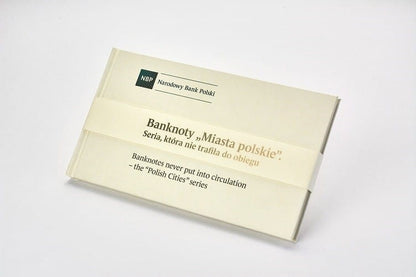 NBP
Narodowy Bank Polski
Banknoty „Miasta polskie”.
Seria, która nie trafiła do obiegu
Banknotes never put into circulation
– the “Polish Cities” series